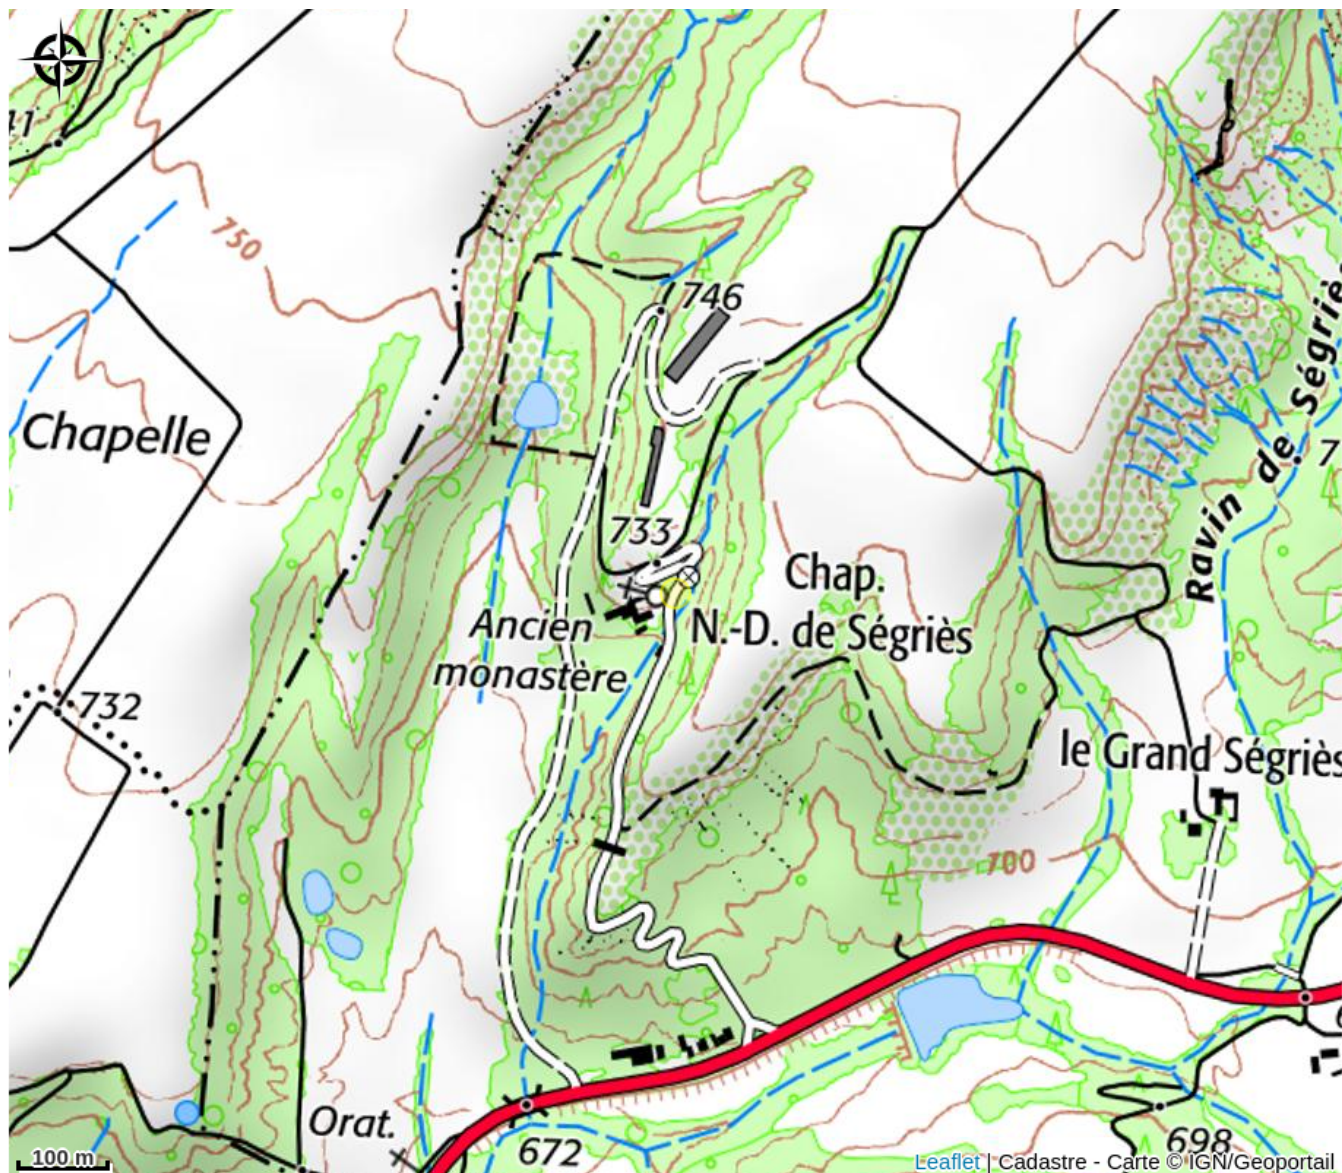 750
746
Chapelle
733
Chap.
N.-D. de Ségriès
Ancien
monastère
Ravin de
732
le Grand Ségriès
700
Orat.
672
698
100 m
Leaflet | Cadastre - Carte © IGN/Geoportail